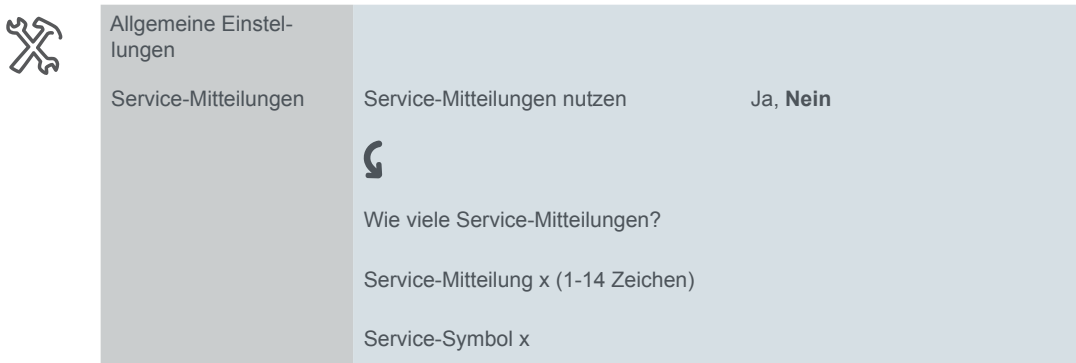 Allgemeine Einstel-
lungen
Service-Mitteilungen Service-Mitteilungen nutzen Ja, Nein
Wie viele Service-Mitteilungen?
Service-Mitteilung x (1-14 Zeichen)
Service-Symbol x